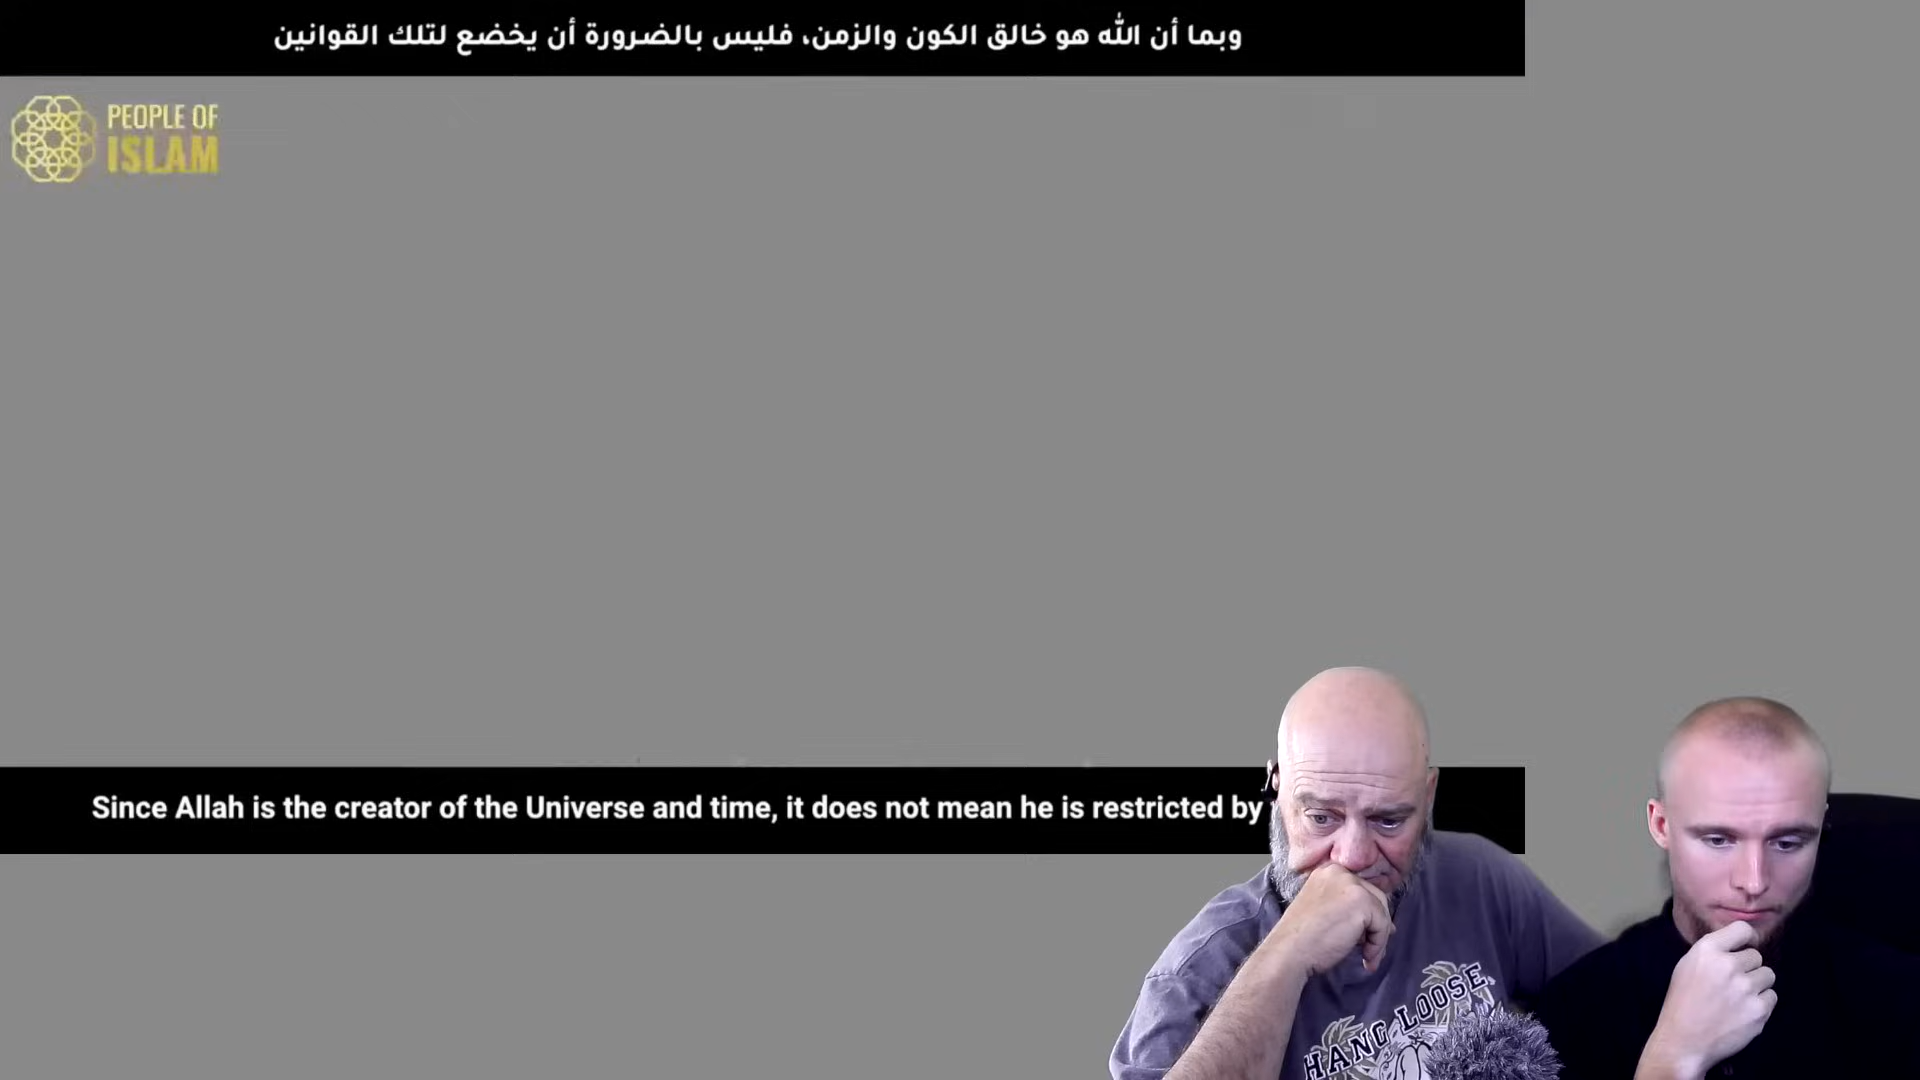 وبما أن الله هو خالق الكون والزمن، فليس بالضرورة أن يخضع لتلك القوانين
PEOPLE OF
ISLAM
Since Allah is the creator of the Universe and time, it does not mean he is restricted by
HANG LOOSE